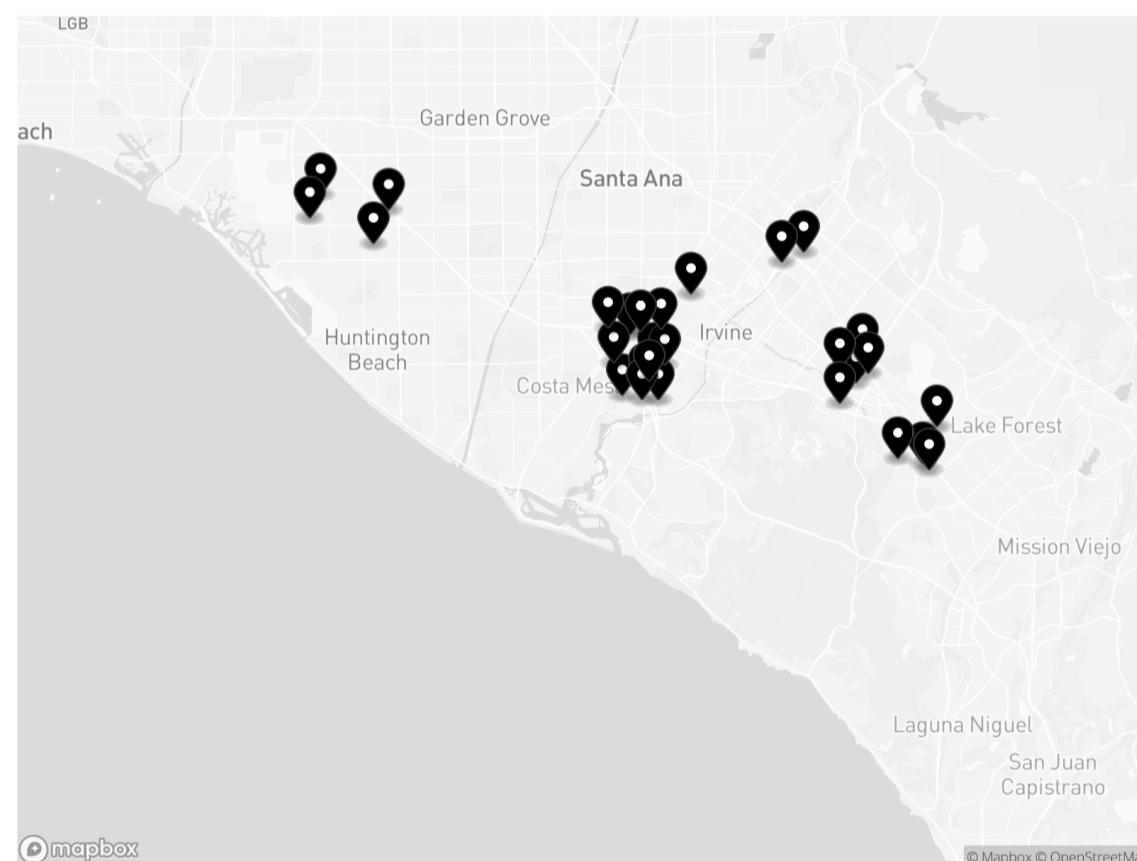 LGB
Garden Grove
ach
Santa Ana
Irvine
Huntington
Beach
Costa Mes
Lake Forest
Mission Viejo
Laguna Niguel
San Juan
Capistrano
mapbox
© Mapbox © OpenStreetMa